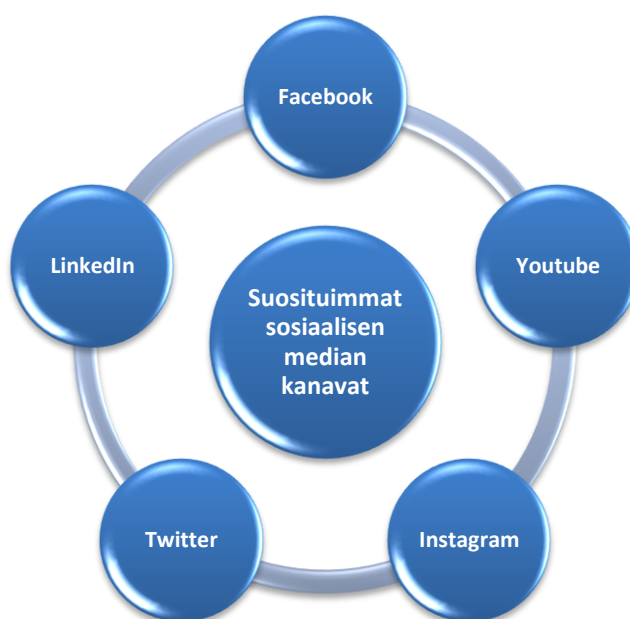 Facebook
Youtube
Instagram
Twitter
LinkedIn
Suosituimmat
sosiaalisen
median
kanavat